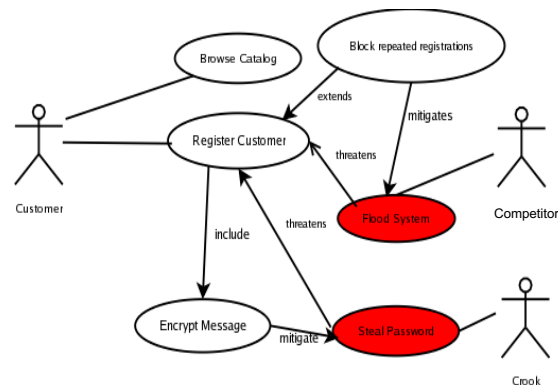 Browse Catalog
Block repeated registrations
extends
mitigates
Register Customer
threatens
Customer
Flood System
Competitor
include
threatens
Encrypt Message
mitigate
Steal Password
Crook